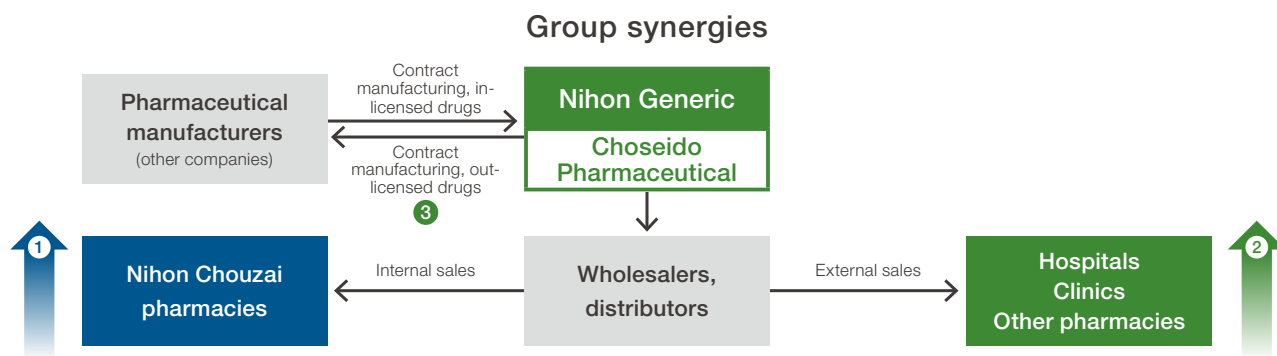 Group synergies
Pharmaceutical
manufacturers
(other companies)
Contract
manufacturing, in-
licensed drugs
Contract
manufacturing, out-
licensed drugs
3
Nihon Generic
Choseido
Pharmaceutical
1
Nihon Chouzai
pharmacies
Internal sales
Wholesalers,
distributors
External sales
Hospitals
Clinics
Other pharmacies
2